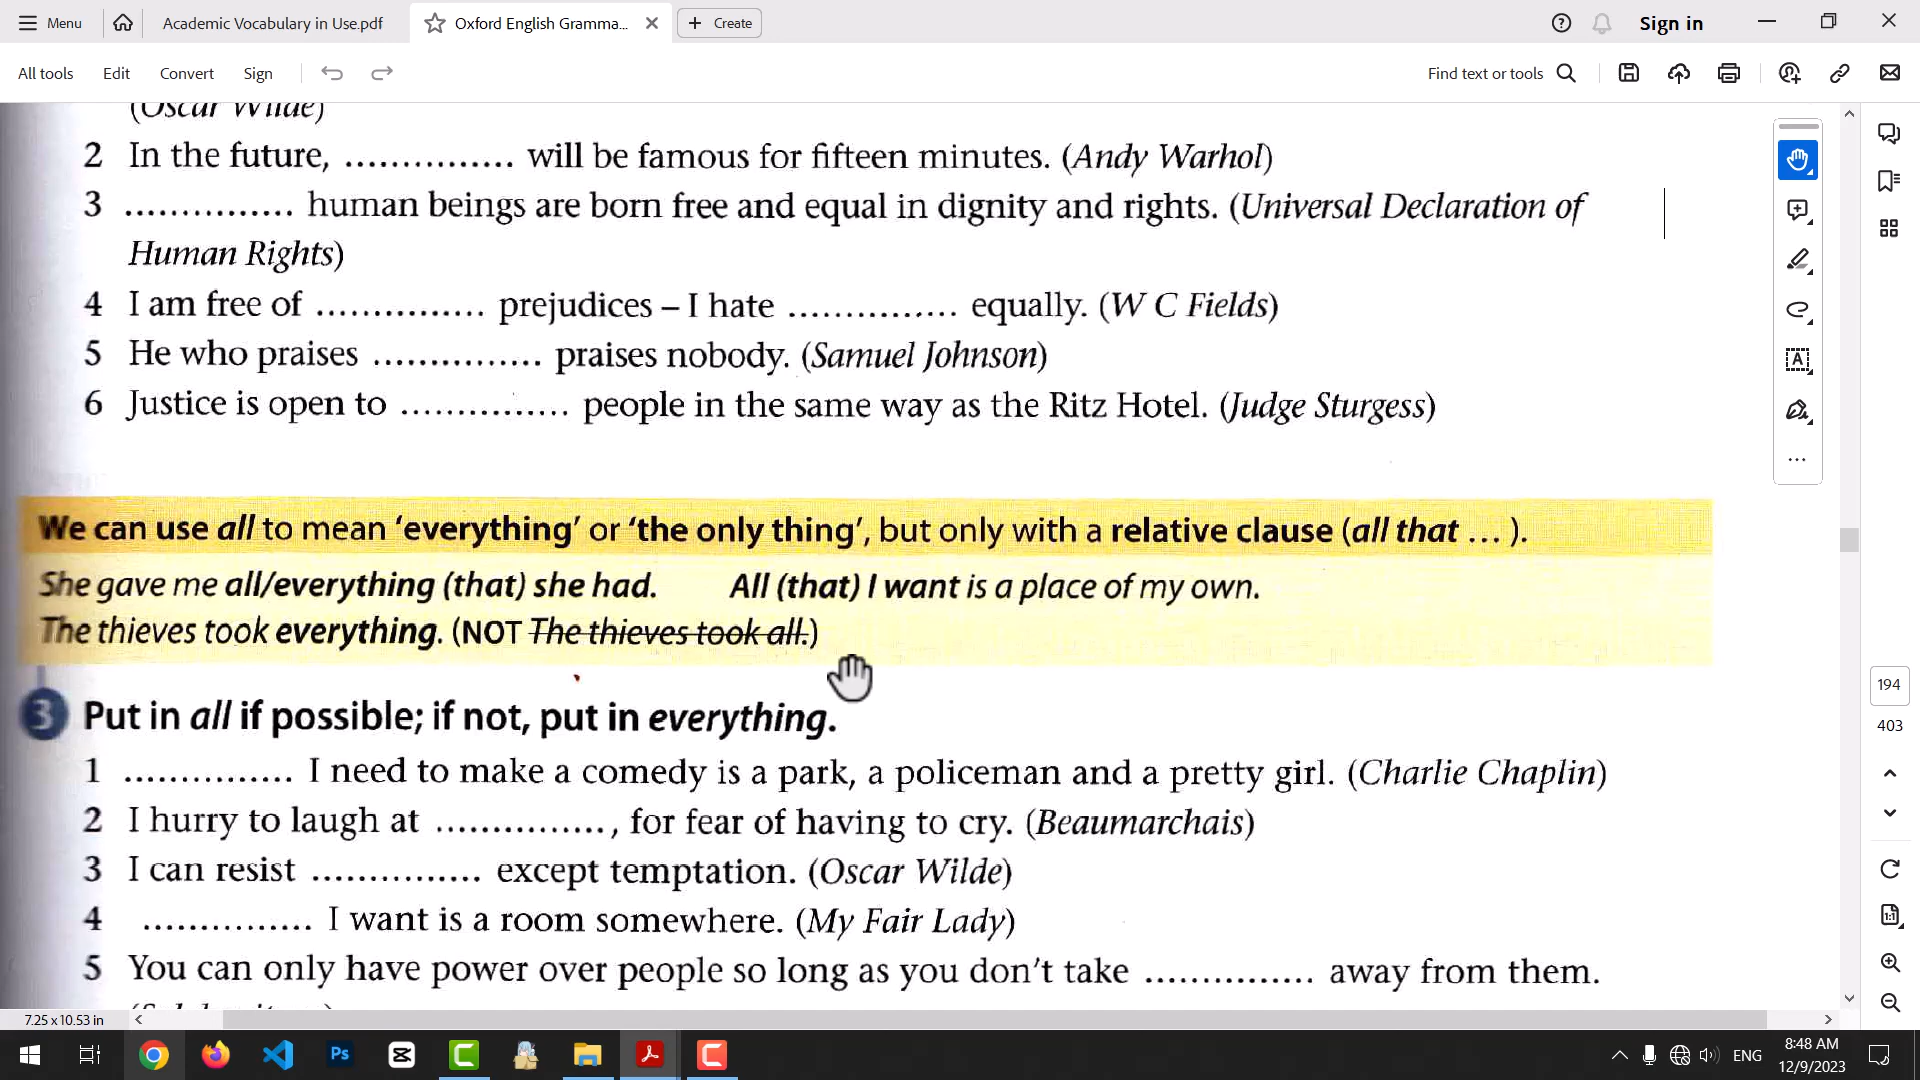 Menu
Academic Vocabulary in Use.pdf
Oxford English Gramma...
Create
Sign in
All tools
Edit
Convert
Sign
Find text or tools
(Oscar Wilde)
2 In the future, ............... will be famous for fifteen minutes. (Andy Warhol)
3 ............... human beings are born free and equal in dignity and rights. (Universal Declaration of
Human Rights)
4 I am free of ............... prejudices – I hate ............... equally. (W C Fields)
5 He who praises ............... praises nobody. (Samuel Johnson)
6 Justice is open to ............... people in the same way as the Ritz Hotel. (Judge Sturgess)
We can use all to mean ‘everything’ or ‘the only thing’, but only with a relative clause (all that … ).
She gave me all/everything (that) she had. All (that) I want is a place of my own.
The thieves took everything. (NOT The thieves took all.)
3 Put in all if possible; if not, put in everything.
1 ............... I need to make a comedy is a park, a policeman and a pretty girl. (Charlie Chaplin)
2 I hurry to laugh at ..............., for fear of having to cry. (Beaumarchais)
3 I can resist ............... except temptation. (Oscar Wilde)
4 ............... I want is a room somewhere. (My Fair Lady)
5 You can only have power over people so long as you don’t take ............... away from them.
194
403
7.25 x 10.53 in
ENG
8:48 AM
12/9/2023